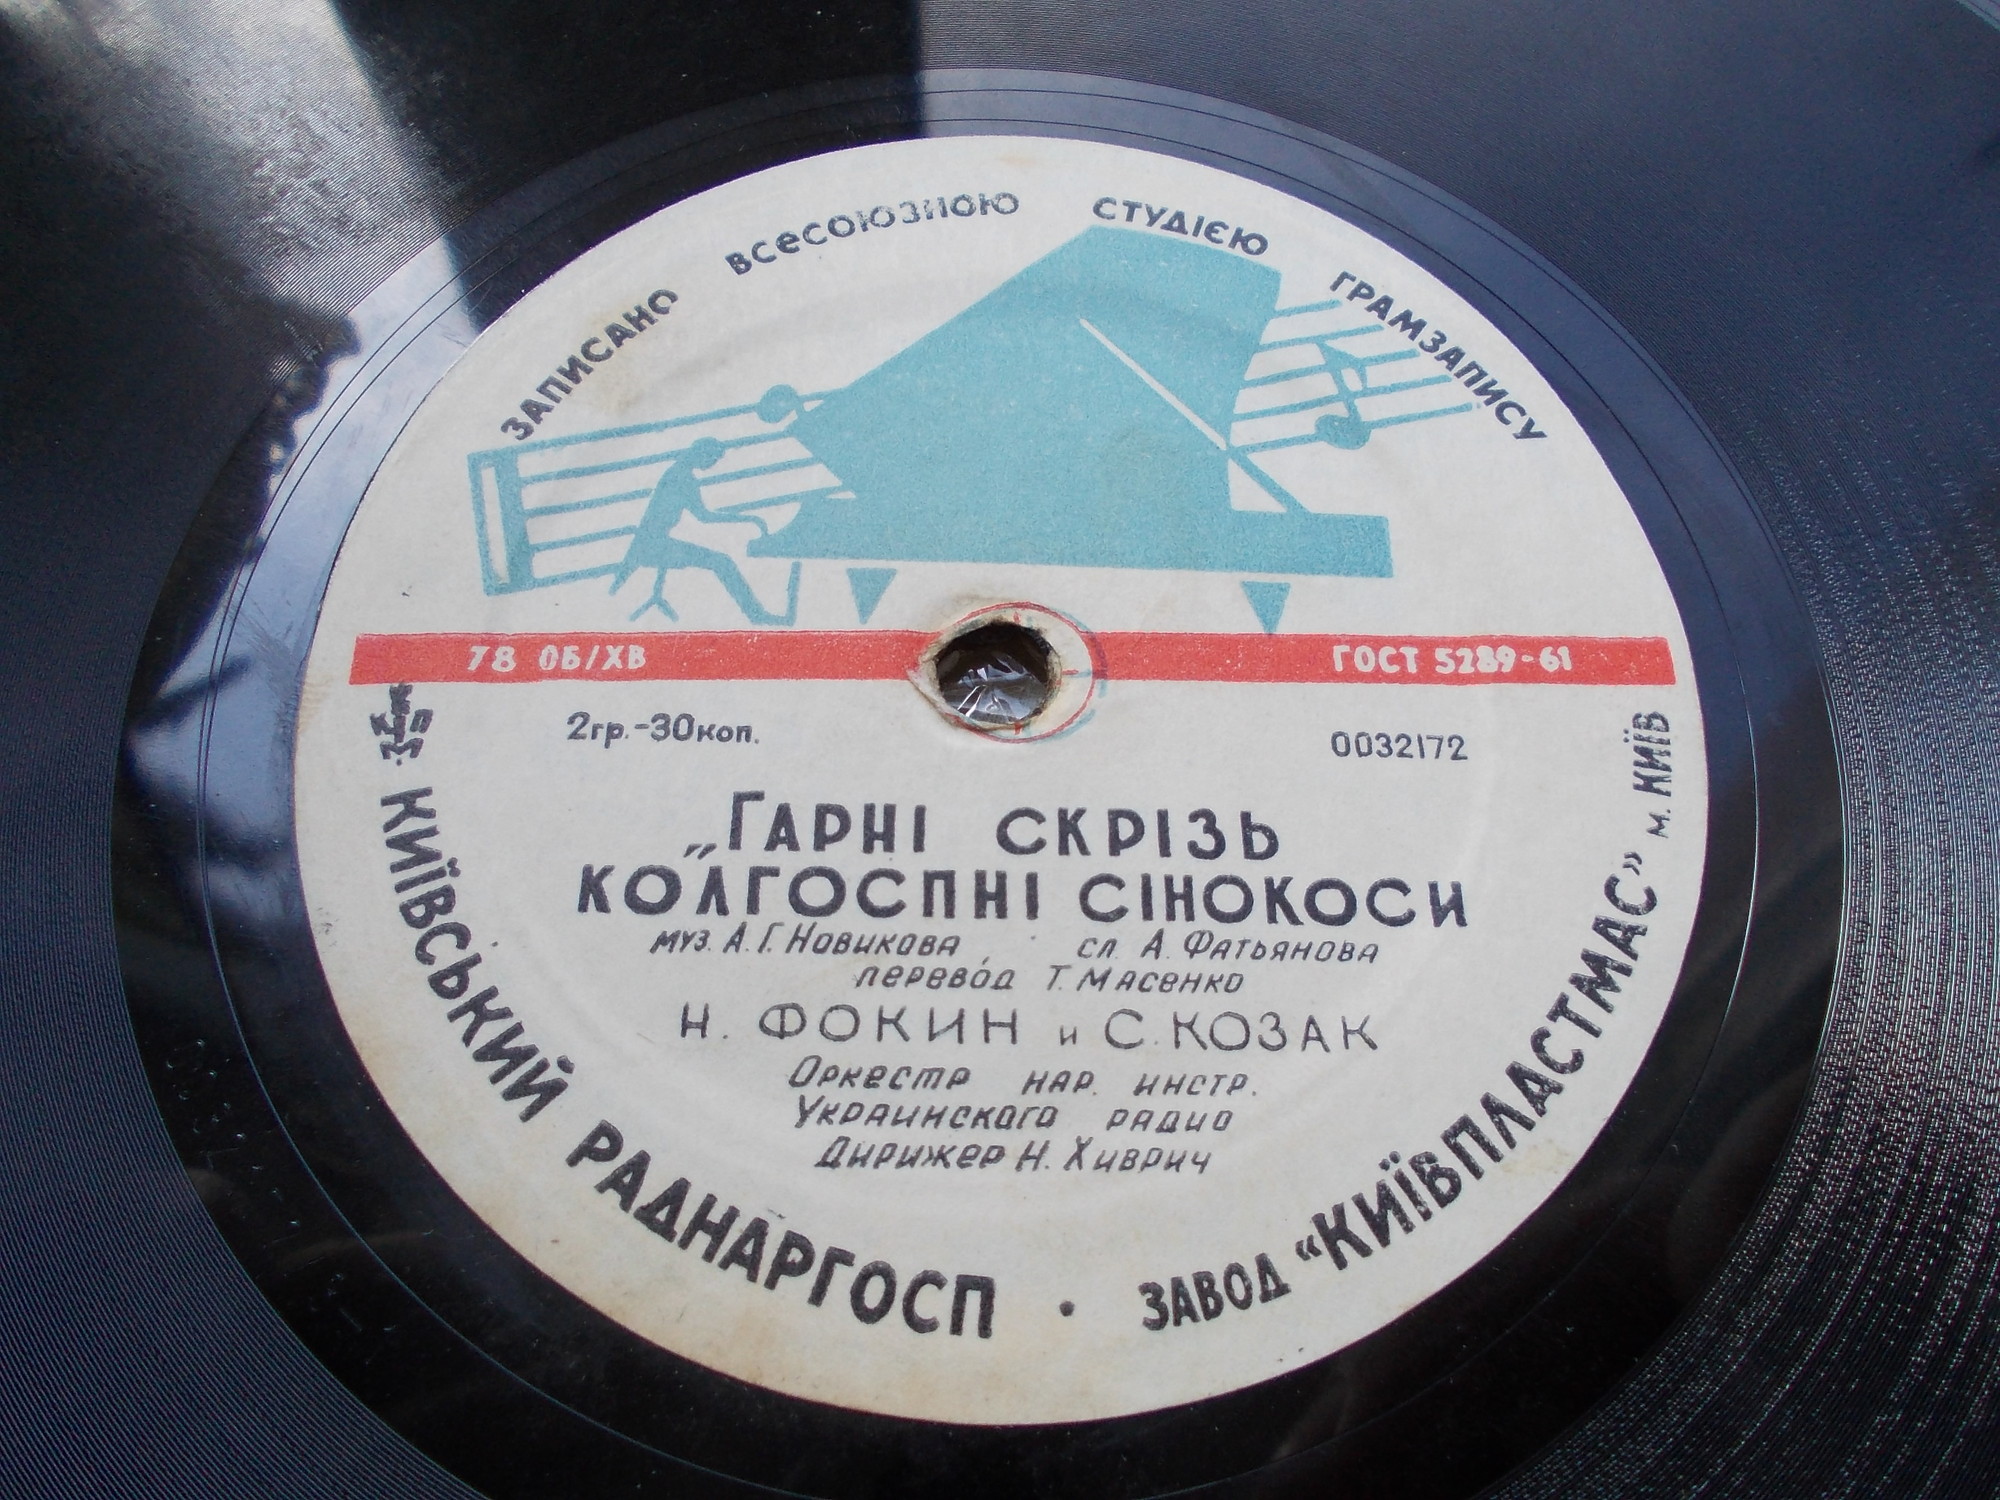 ЗАПИСАНО ВСЕСОЮЗНОЮ СТУДІЄЮ ГРАМЗАПИСУ
78 ОБ/ХВ ГОСТ 5289-61
2гр.-30коп. 0032172
„ГАРНІ СКРІЗЬ
КОЛГОСПНІ СІНОКОСИ
муз. А.Г. Новикова, сл. А. Фатьянова
перевод Т. Масенко
Н. ФОКИН и С. КОЗАК
Оркестр нар. инстр.
Украинского радио
Дирижер Н. Хиврич
КИЇВСЬКИЙ РАДНАРГОСП • ЗАВОД “КИЇВПЛАСТМАС” м. КИЇВ